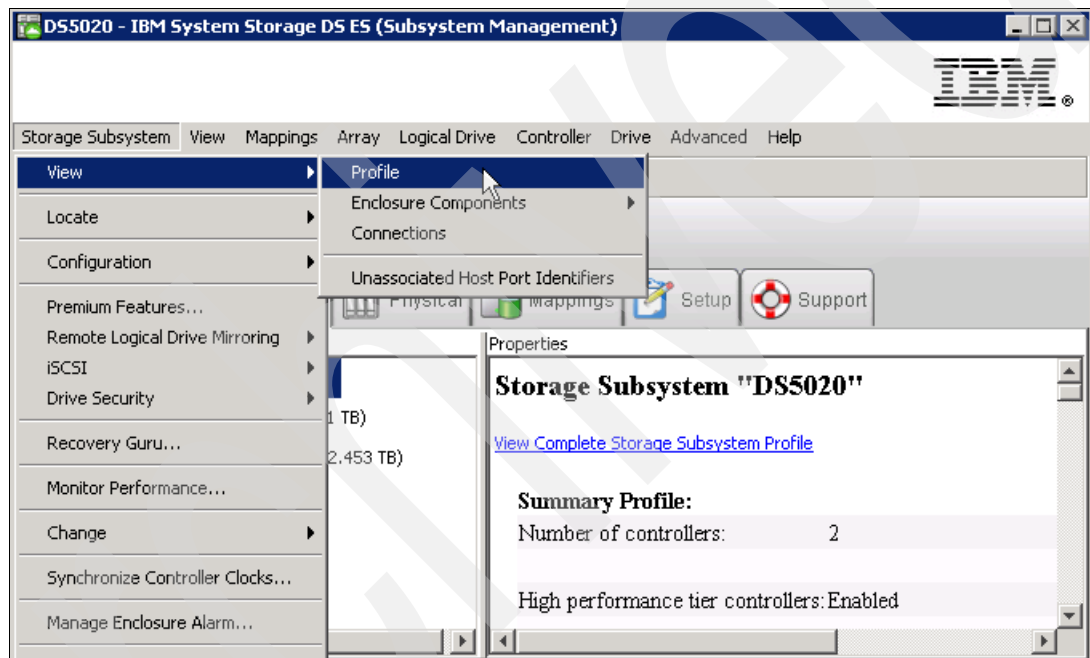 DS5020 - IBM System Storage DS ES (Subsystem Management)
IBM®
Storage Subsystem View Mappings Array Logical Drive Controller Drive Advanced Help
View
Profile
Enclosure Components
Connections
Unassociated Host Port Identifiers
Locate
Configuration
Premium Features...
Remote Logical Drive Mirroring
iSCSI
Drive Security
Recovery Guru...
Monitor Performance...
Change
Synchronize Controller Clocks...
Manage Enclosure Alarm...
Physical Mappings Setup Support
1 TB)
2.453 TB)
Properties
Storage Subsystem "DS5020"
View Complete Storage Subsystem Profile
Summary Profile:
Number of controllers: 2
High performance tier controllers: Enabled